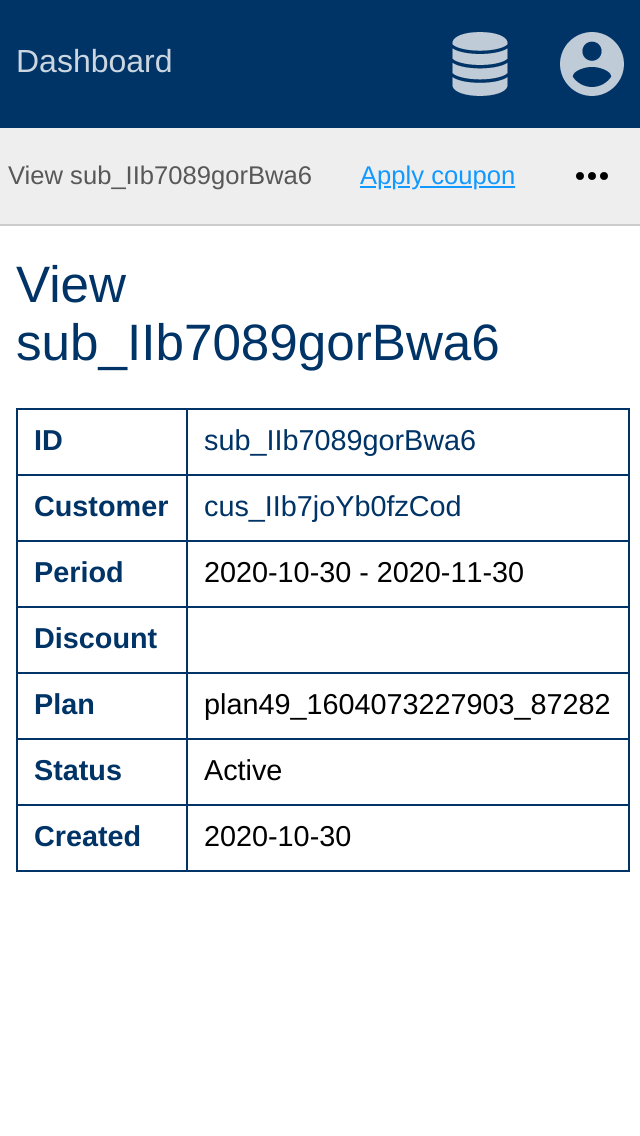 Dashboard
View sub_IIb7089gorBwa6 Apply coupon
View
sub_IIb7089gorBwa6
ID sub_IIb7089gorBwa6
Customer cus_IIb7joYb0fzCod
Period 2020-10-30 - 2020-11-30
Discount
Plan plan49_1604073227903_87282
Status Active
Created 2020-10-30